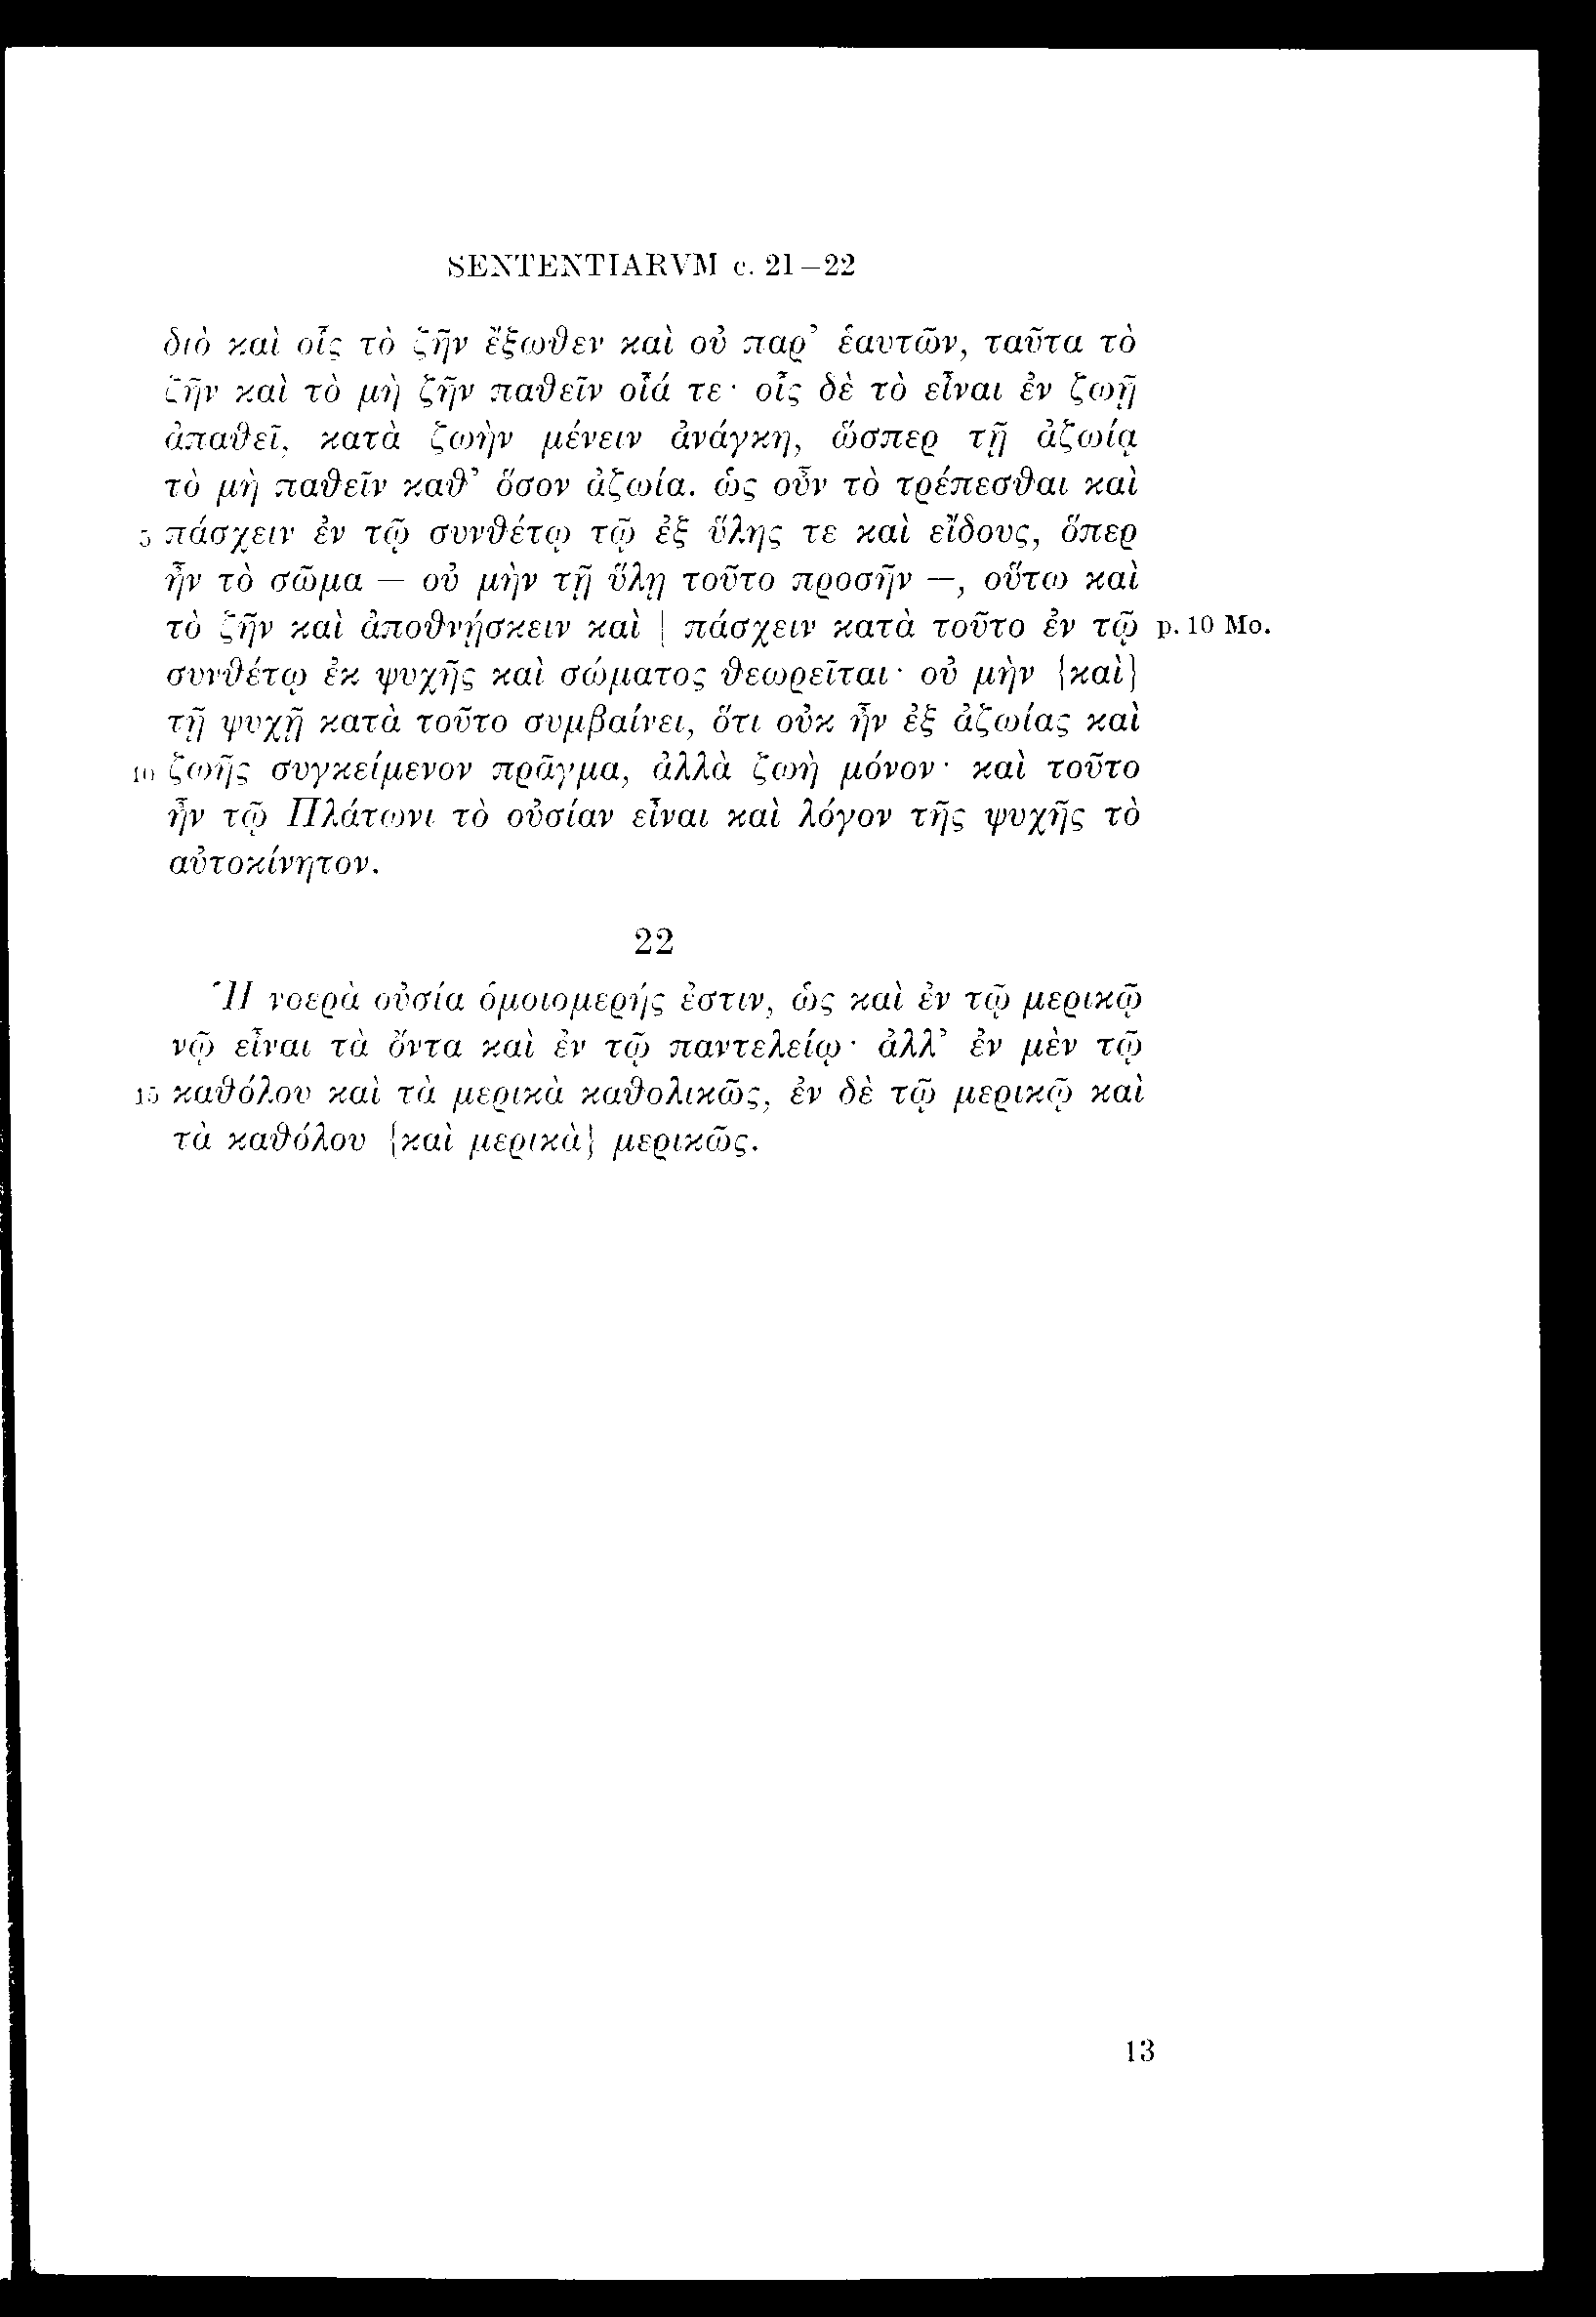 SENTENTIARVM c. 21–22
διὸ καὶ οἷς τὸ ζῆν ἔξωθεν καὶ οὐ παρ’ ἑαυτῶν, ταῦτα τὸ
ζῆν καὶ τὸ μὴ ζῆν παθεῖν οἷά τε· οἷς δὲ τὸ εἶναι ἐν ζωῇ
ἀπαθεῖ, κατὰ ζωὴν μένειν ἀνάγκη, ὥσπερ τῇ ἀζωίᾳ
τὸ μὴ παθεῖν καθ’ ὅσον ἀζωία. ὡς οὖν τὸ τρέπεσθαι καὶ
5 πάσχειν ἐν τῷ συνθέτῳ τῷ ἐξ ὕλης τε καὶ εἴδους, ὅπερ
ἦν τὸ σῶμα – οὐ μὴν τῇ ὕλῃ τοῦτο προσῆν –, οὕτω καὶ
τὸ ζῆν καὶ ἀποθνῄσκειν καὶ | πάσχειν κατὰ τοῦτο ἐν τῷ p. 10 Mo.
συνθέτῳ ἐκ ψυχῆς καὶ σώματος θεωρεῖται· οὐ μὴν {καὶ}
τῇ ψυχῇ κατὰ τοῦτο συμβαίνει, ὅτι οὐκ ἦν ἐξ ἀζωίας καὶ
10 ζωῆς συγκείμενον πρᾶγμα, ἀλλὰ ζωὴ μόνον· καὶ τοῦτο
ἦν τῷ Πλάτωνι τὸ οὐσίαν εἶναι καὶ λόγον τῆς ψυχῆς τὸ
αὐτοκίνητον.
22
Ἡ νοερὰ οὐσία ὁμοιομερής ἐστιν, ὡς καὶ ἐν τῷ μερικῷ
νῷ εἶναι τὰ ὄντα καὶ ἐν τῷ παντελείῳ· ἀλλ’ ἐν μὲν τῷ
15 καθόλου καὶ τὰ μερικὰ καθολικῶς, ἐν δὲ τῷ μερικῷ καὶ
τὰ καθόλου {καὶ μερικὰ} μερικῶς.
13